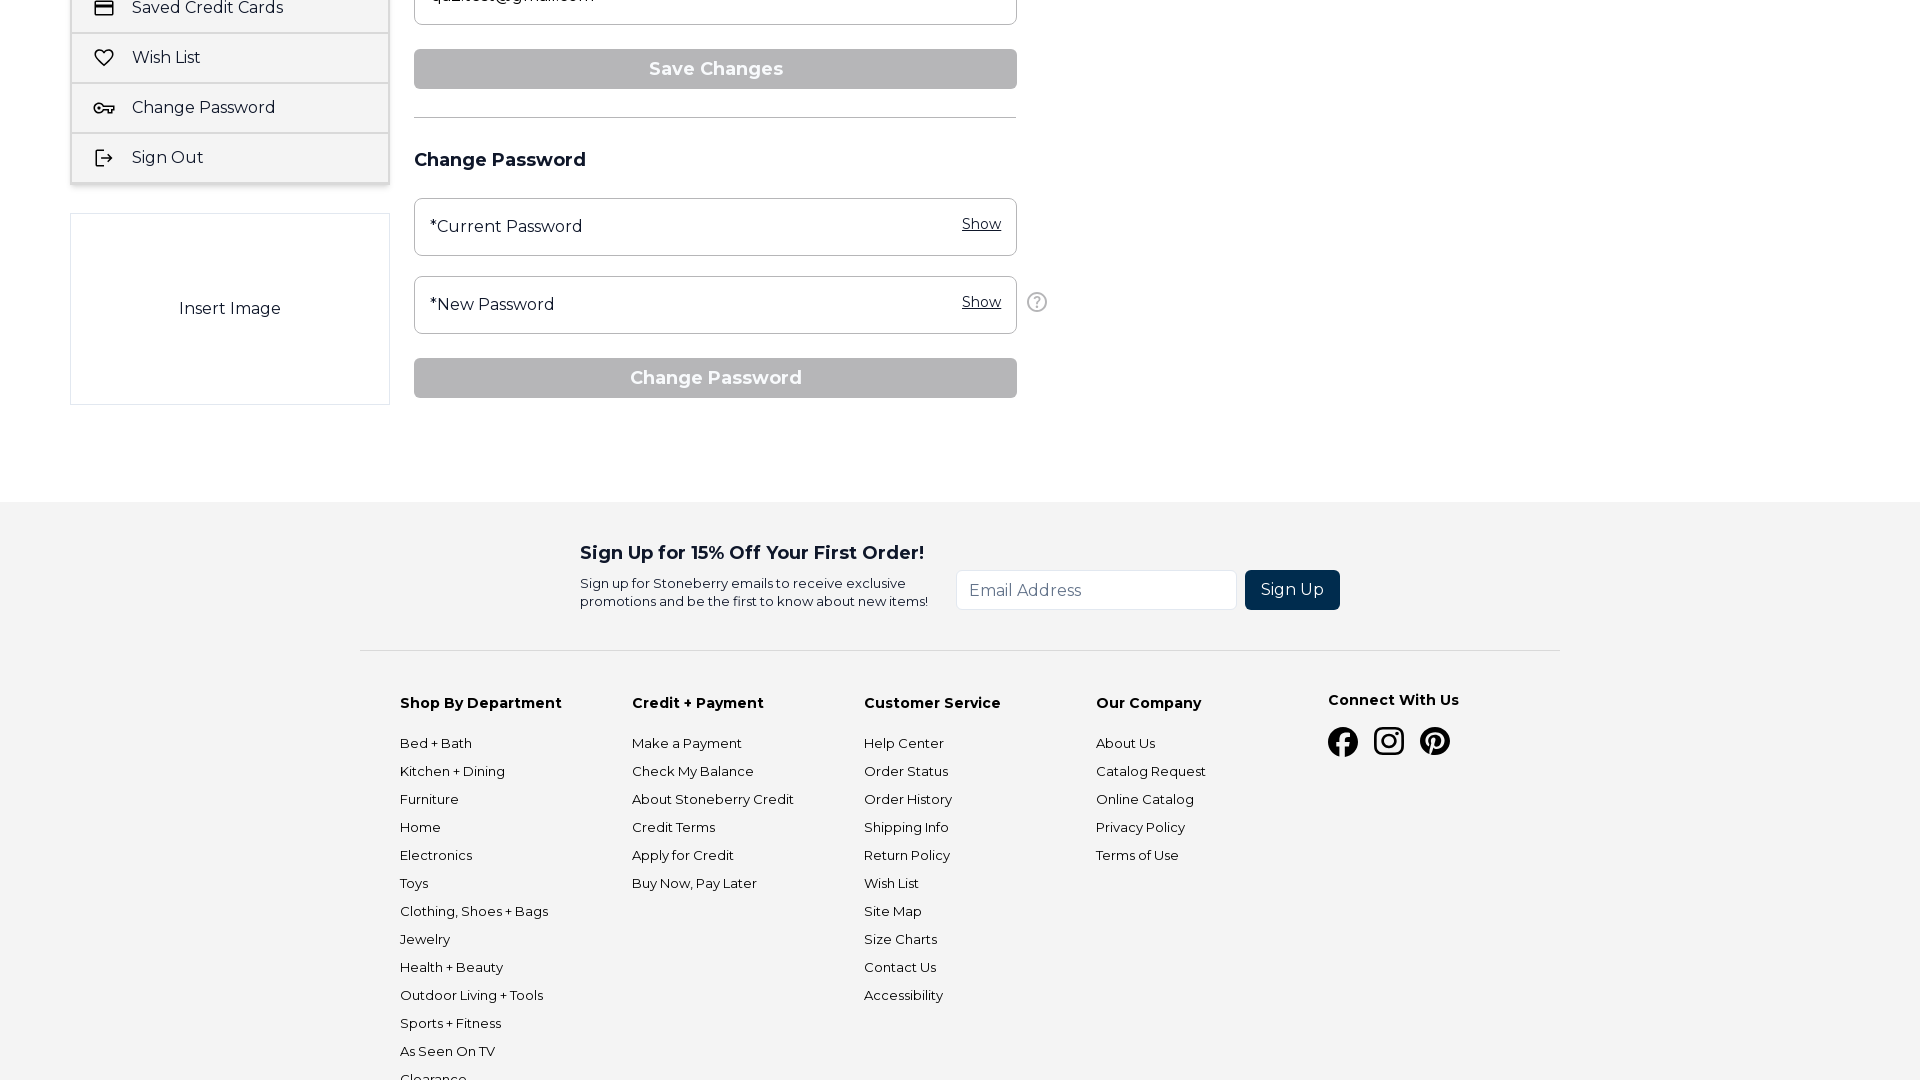 Saved Credit Cards
Wish List
Change Password
Sign Out
Insert Image
Save Changes
Change Password
*Current Password
Show
*New Password
Show
Change Password
Sign Up for 15% Off Your First Order!
Sign up for Stoneberry emails to receive exclusive
promotions and be the first to know about new items!
Email Address
Sign Up
Shop By Department
Bed + Bath
Kitchen + Dining
Furniture
Home
Electronics
Toys
Clothing, Shoes + Bags
Jewelry
Health + Beauty
Outdoor Living + Tools
Sports + Fitness
As Seen On TV
Clearance
Credit + Payment
Make a Payment
Check My Balance
About Stoneberry Credit
Credit Terms
Apply for Credit
Buy Now, Pay Later
Customer Service
Help Center
Order Status
Order History
Shipping Info
Return Policy
Wish List
Site Map
Size Charts
Contact Us
Accessibility
Our Company
About Us
Catalog Request
Online Catalog
Privacy Policy
Terms of Use
Connect With Us